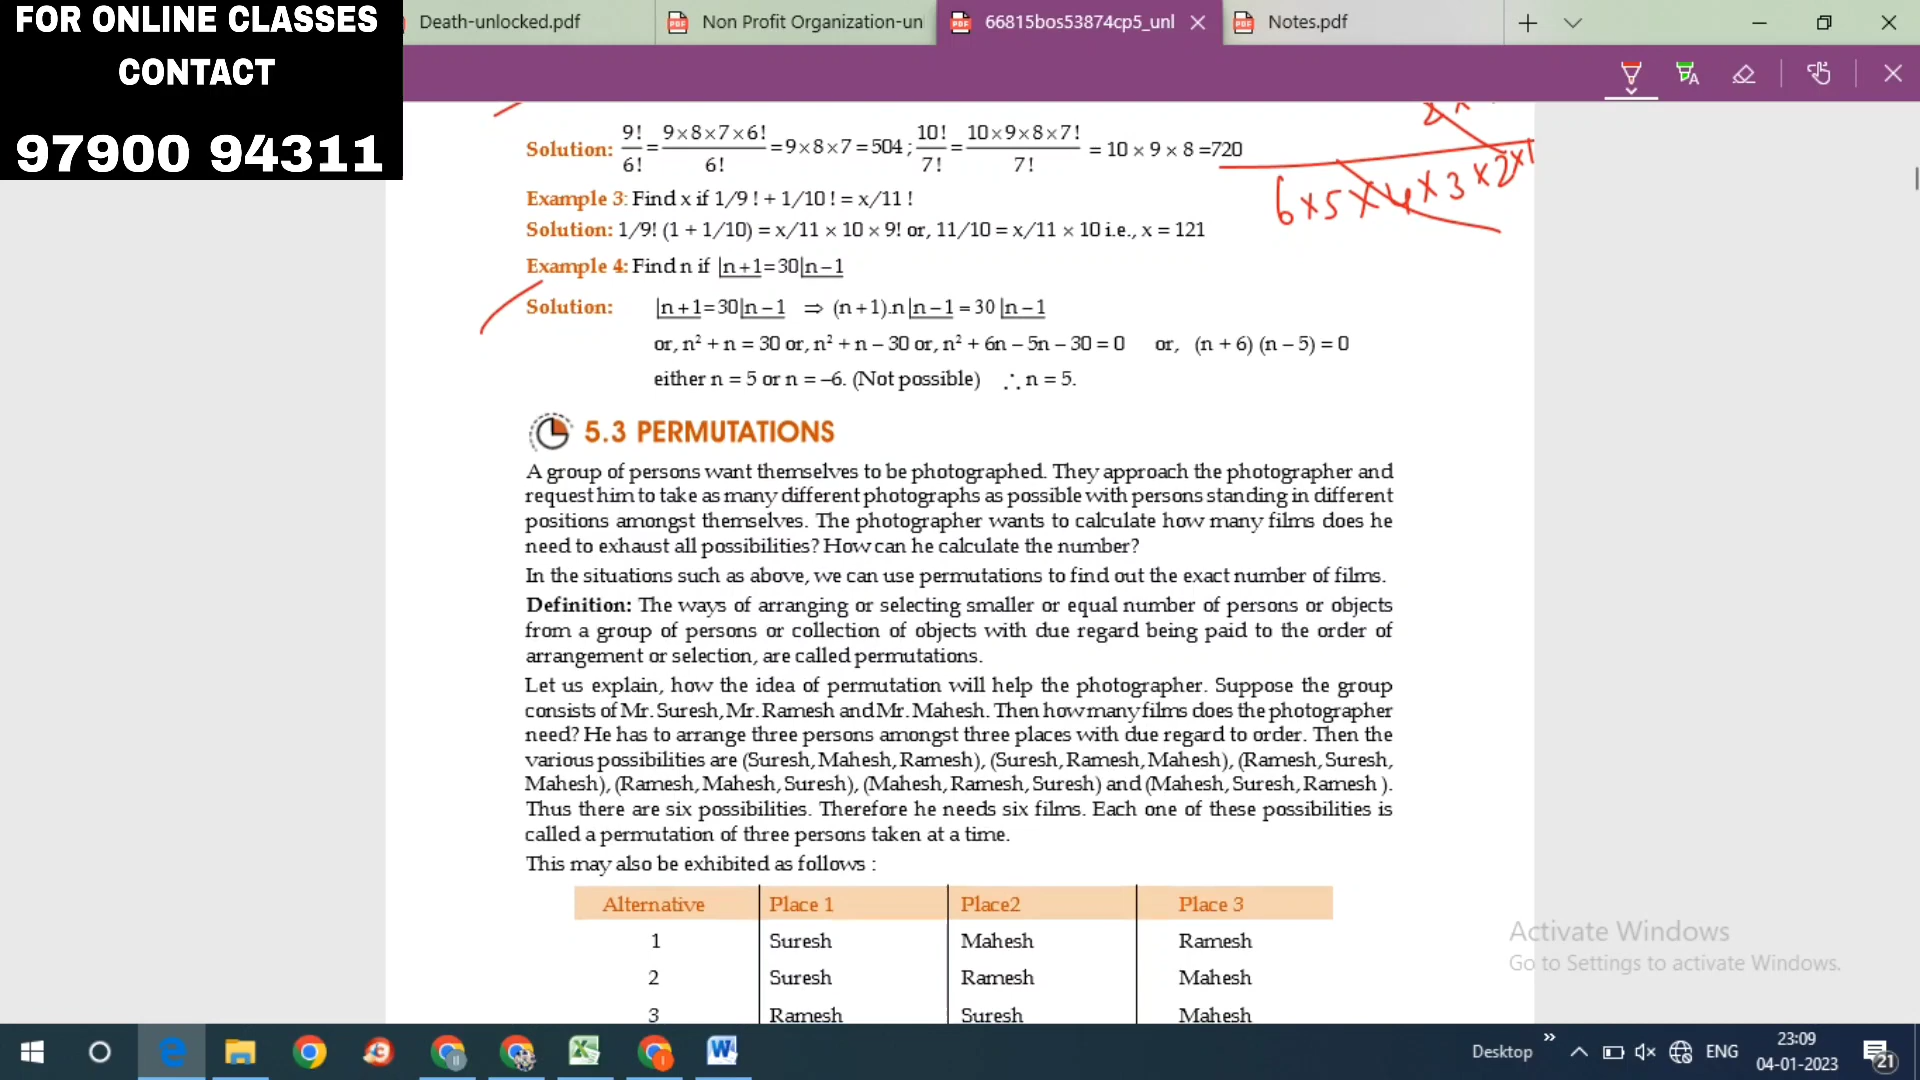 FOR ONLINE CLASSES
CONTACT
97900 94311
Death-unlocked.pdf
Non Profit Organization-un
66815bos53874cp5_unl
Notes.pdf
Solution: 9!/6! = 9×8×7×6!/6! = 9×8×7 = 504 ; 10!/7! = 10×9×8×7!/7! = 10 × 9 × 8 =720
6×5×4×3×2×1
Example 3: Find x if 1/9! + 1/10! = x/11!
Solution: 1/9! (1 + 1/10) = x/11 × 10 × 9! or, 11/10 = x/11 × 10 i.e., x = 121
Example 4: Find n if |n+1=30|n−1
Solution: |n+1=30|n−1 ⇒ (n+1).n|n−1 = 30 |n−1
or, n² + n = 30 or, n² + n – 30 or, n² + 6n – 5n – 30 = 0 or, (n + 6) (n – 5) = 0
either n = 5 or n = –6. (Not possible) ∴ n = 5.
5.3 PERMUTATIONS
A group of persons want themselves to be photographed. They approach the photographer and
request him to take as many different photographs as possible with persons standing in different
positions amongst themselves. The photographer wants to calculate how many films does he
need to exhaust all possibilities? How can he calculate the number?
In the situations such as above, we can use permutations to find out the exact number of films.
Definition: The ways of arranging or selecting smaller or equal number of persons or objects
from a group of persons or collection of objects with due regard being paid to the order of
arrangement or selection, are called permutations.
Let us explain, how the idea of permutation will help the photographer. Suppose the group
consists of Mr. Suresh, Mr. Ramesh and Mr. Mahesh. Then how many films does the photographer
need? He has to arrange three persons amongst three places with due regard to order. Then the
various possibilities are (Suresh, Mahesh, Ramesh), (Suresh, Ramesh, Mahesh), (Ramesh, Suresh,
Mahesh), (Ramesh, Mahesh, Suresh), (Mahesh, Ramesh, Suresh) and (Mahesh, Suresh, Ramesh ).
Thus there are six possibilities. Therefore he needs six films. Each one of these possibilities is
called a permutation of three persons taken at a time.
This may also be exhibited as follows :
Alternative Place 1 Place2 Place 3
1 Suresh Mahesh Ramesh
2 Suresh Ramesh Mahesh
3 Ramesh Suresh Mahesh
Activate Windows
Go to Settings to activate Windows.
Desktop
ENG
23:09
04-01-2023
21